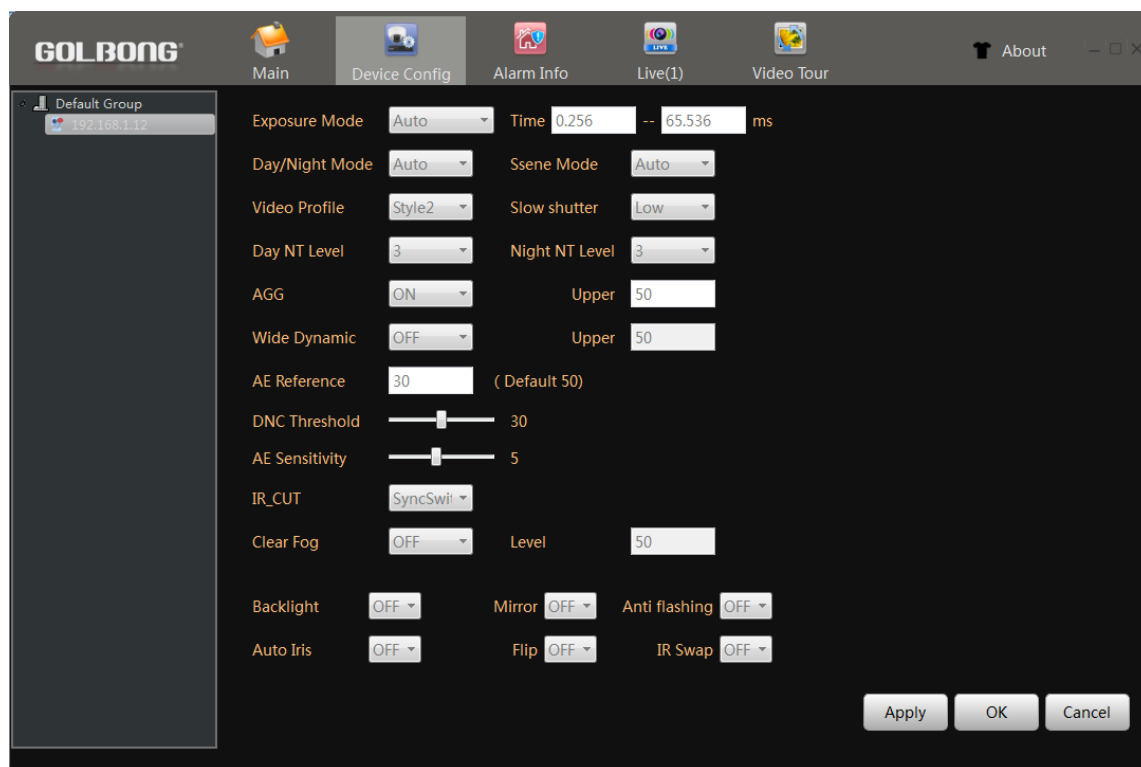 GOLBONG
Main
Device Config
Alarm Info
LIVE
Live(1)
Video Tour
About
Default Group
192.168.1.12
Exposure Mode Auto Time 0.256 -- 65.536 ms
Day/Night Mode Auto Ssene Mode Auto
Video Profile Style2 Slow shutter Low
Day NT Level 3 Night NT Level 3
AGG ON Upper 50
Wide Dynamic OFF Upper 50
AE Reference 30 ( Default 50)
DNC Threshold 30
AE Sensitivity 5
IR_CUT SyncSwit
Clear Fog OFF Level 50
Backlight OFF Mirror OFF Anti flashing OFF
Auto Iris OFF Flip OFF IR Swap OFF
Apply OK Cancel